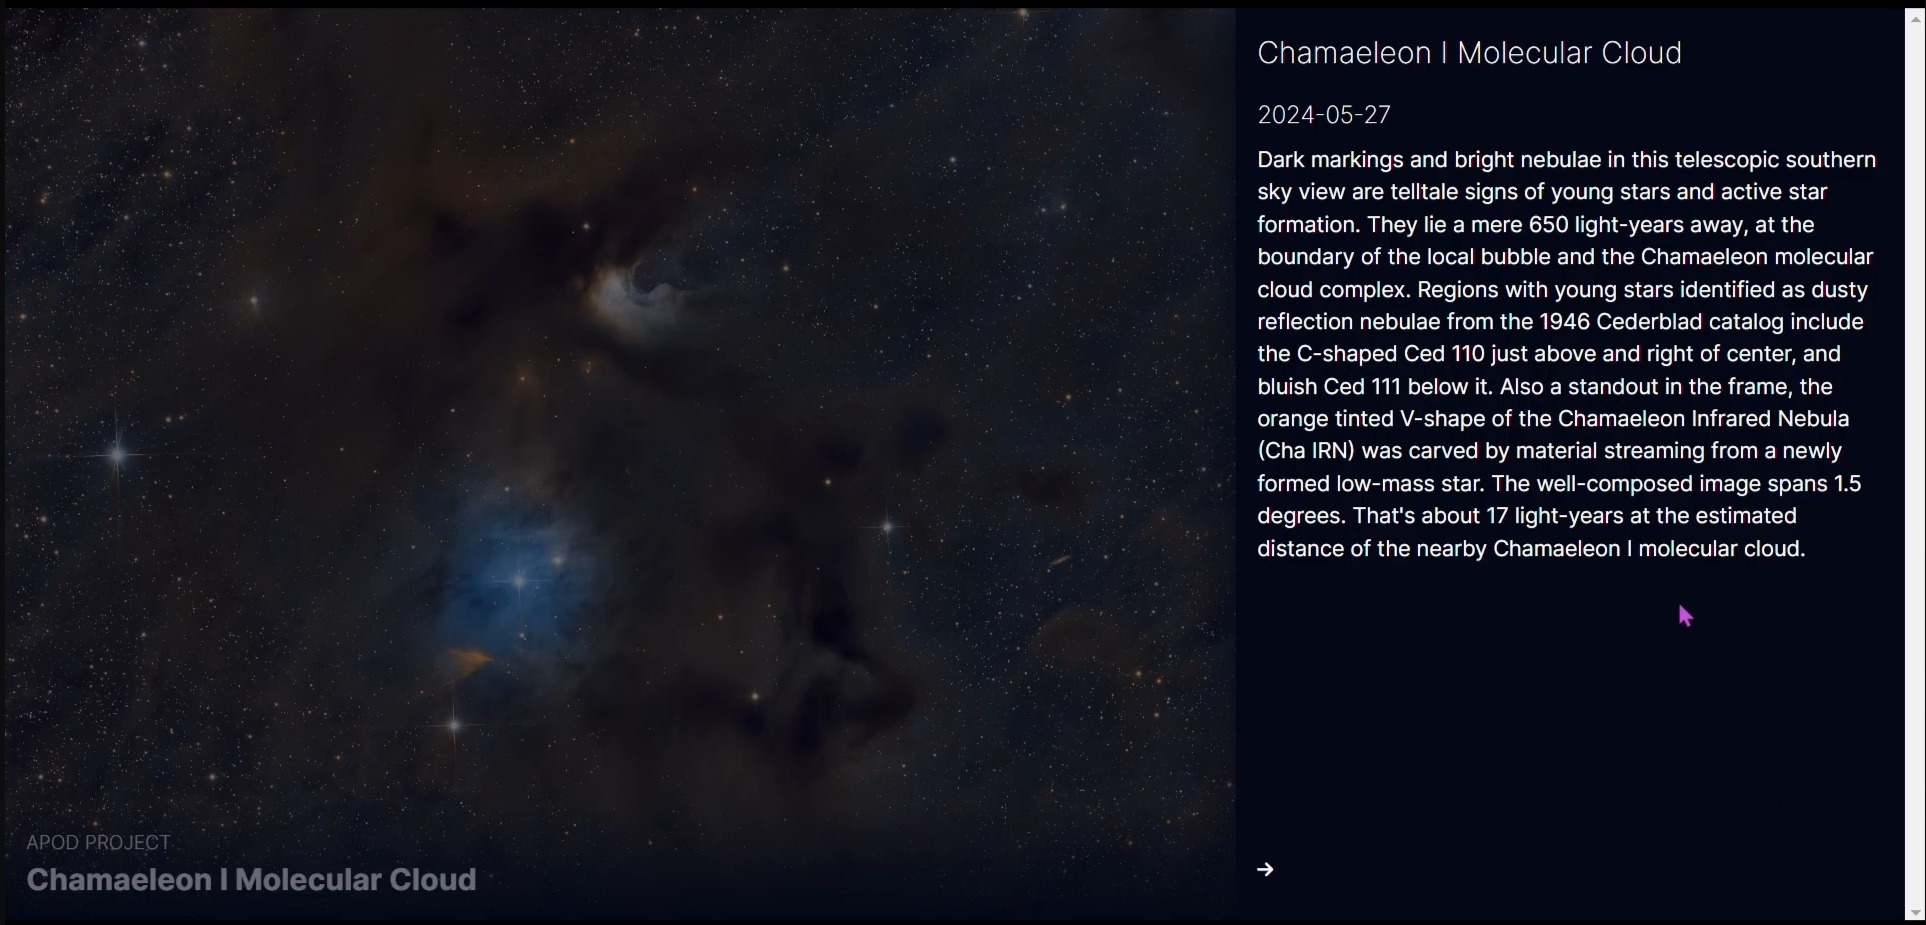 APOD PROJECT
Chamaeleon I Molecular Cloud
Chamaeleon I Molecular Cloud
2024-05-27
Dark markings and bright nebulae in this telescopic southern
sky view are telltale signs of young stars and active star
formation. They lie a mere 650 light-years away, at the
boundary of the local bubble and the Chamaeleon molecular
cloud complex. Regions with young stars identified as dusty
reflection nebulae from the 1946 Cederblad catalog include
the C-shaped Ced 110 just above and right of center, and
bluish Ced 111 below it. Also a standout in the frame, the
orange tinted V-shape of the Chamaeleon Infrared Nebula
(Cha IRN) was carved by material streaming from a newly
formed low-mass star. The well-composed image spans 1.5
degrees. That's about 17 light-years at the estimated
distance of the nearby Chamaeleon I molecular cloud.